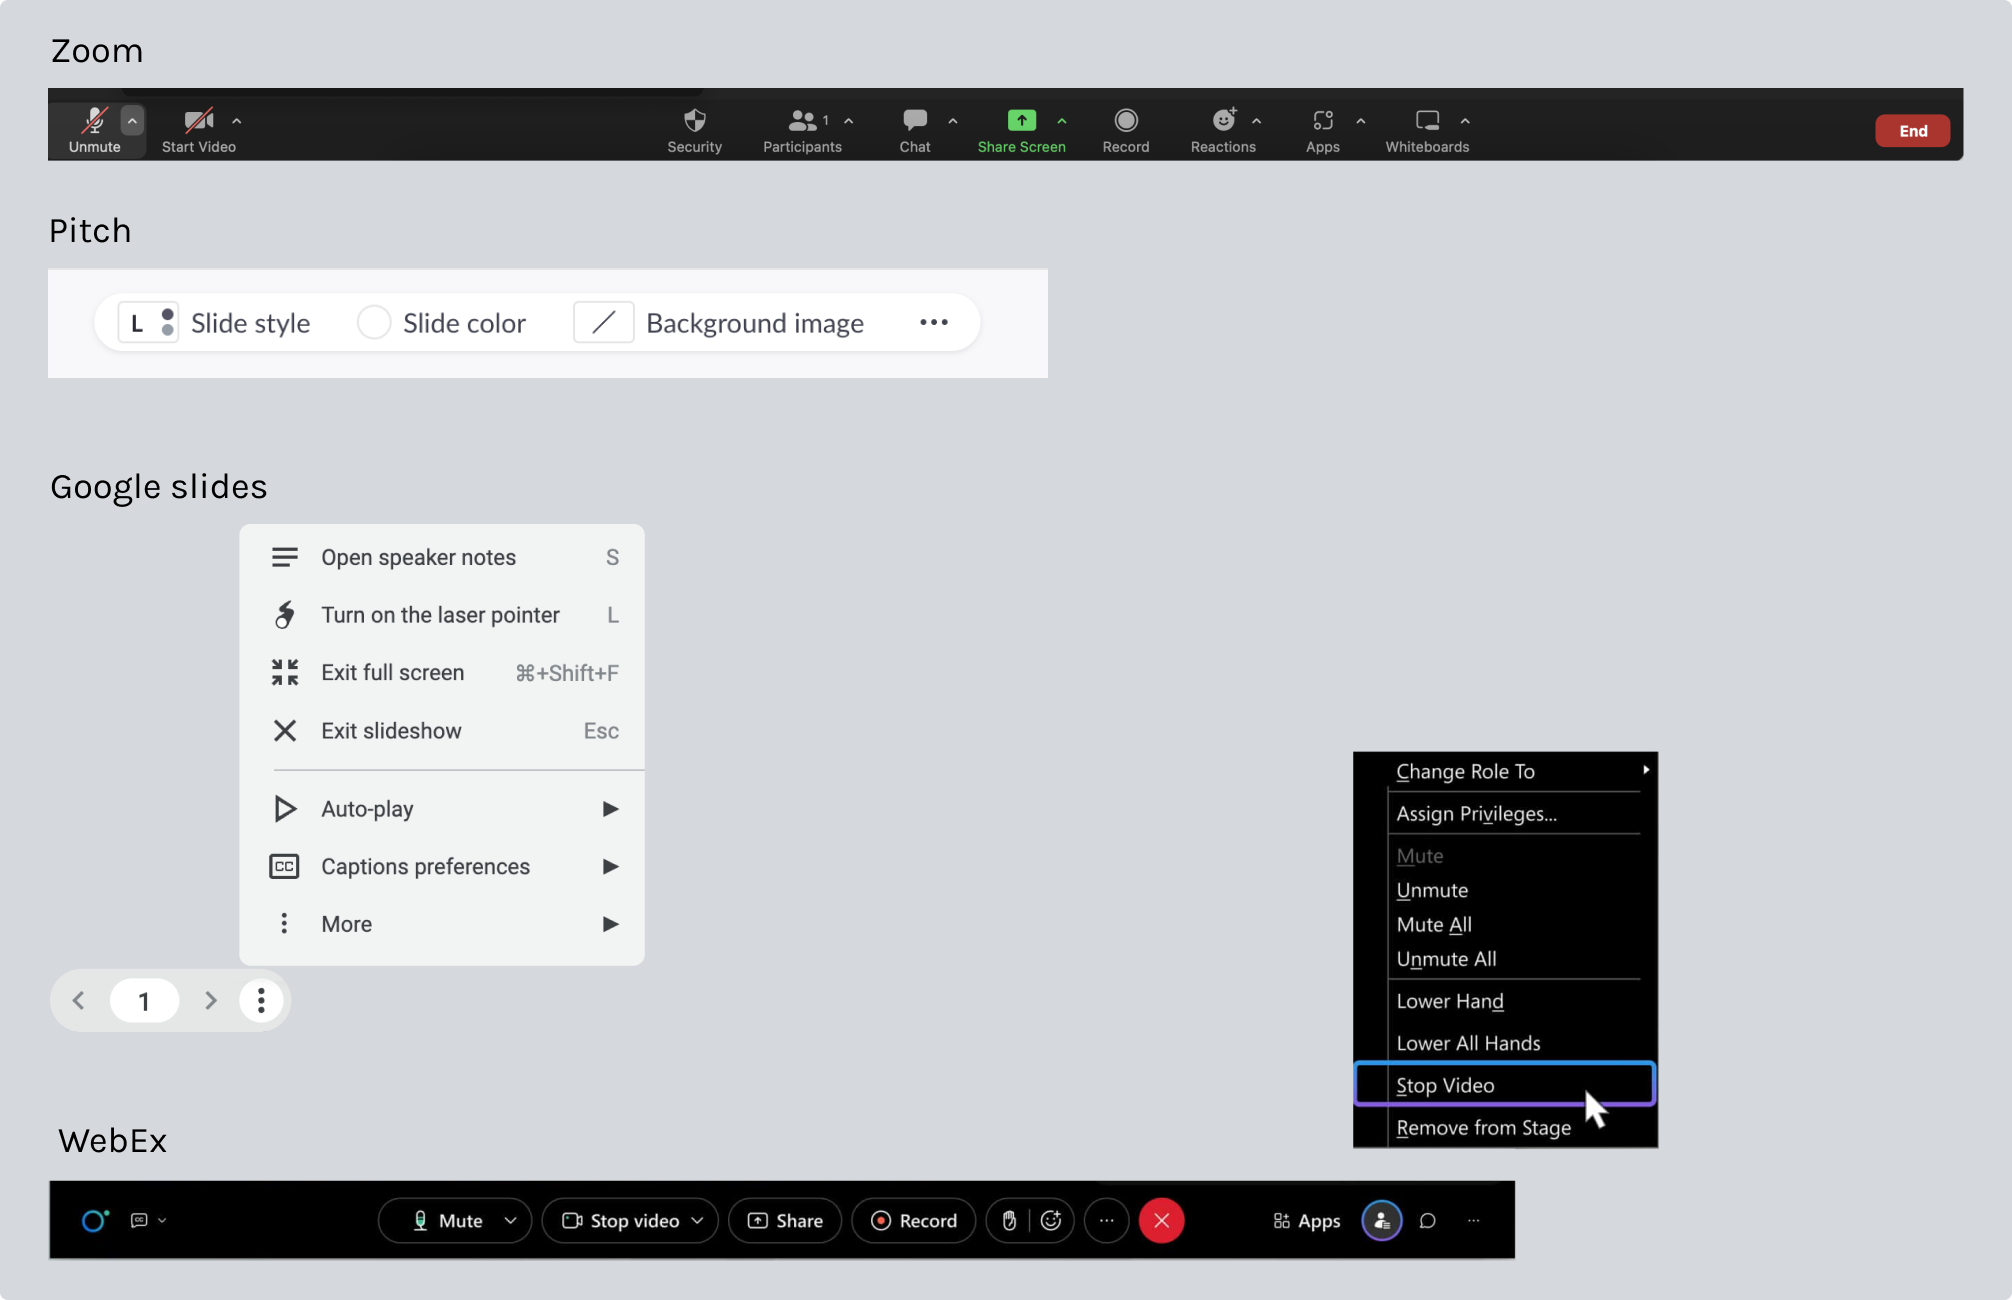 Zoom
Unmute
Start Video
Security
1
Participants
Chat
Share Screen
Record
Reactions
Apps
Whiteboards
End
Pitch
L Slide style
Slide color
Background image
Google slides
Open speaker notes S
Turn on the laser pointer L
Exit full screen ⌘+Shift+F
Exit slideshow Esc
Auto-play
CC Captions preferences
More
1
Change Role To
Assign Privileges...
Mute
Unmute
Mute All
Unmute All
Lower Hand
Lower All Hands
Stop Video
Remove from Stage
WebEx
CC
Mute
Stop video
Share
Record
Apps